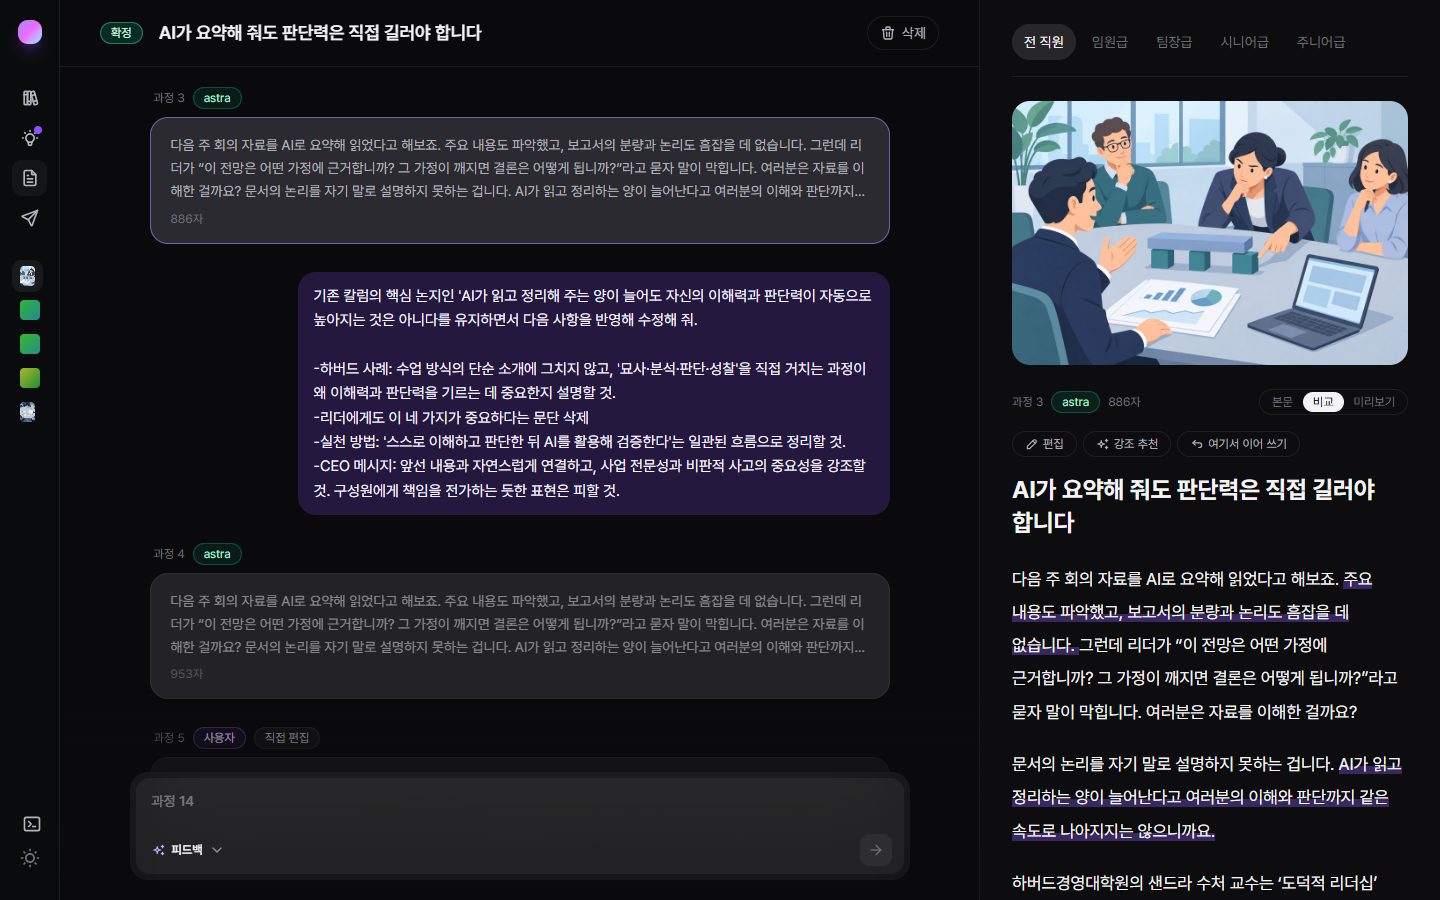 확정
AI가 요약해 줘도 판단력은 직접 길러야 합니다
삭제
과정 3
astra
다음 주 회의 자료를 AI로 요약해 읽었다고 해보죠. 주요 내용도 파악했고, 보고서의 분량과 논리도 흠잡을 데 없습니다. 그런데 리
더가 “이 전망은 어떤 가정에 근거합니까? 그 가정이 깨지면 결론은 어떻게 됩니까?”라고 묻자 말이 막힙니다. 여러분은 자료를 이
해한 걸까요? 문서의 논리를 자기 말로 설명하지 못하는 겁니다. AI가 읽고 정리하는 양이 늘어난다고 여러분의 이해와 판단까지...
886자
기존 칼럼의 핵심 논지인 'AI가 읽고 정리해 주는 양이 늘어도 자신의 이해력과 판단력이 자동으로
높아지는 것은 아니다를 유지하면서 다음 사항을 반영해 수정해 줘.
-하버드 사례: 수업 방식의 단순 소개에 그치지 않고, '묘사·분석·판단·성찰'을 직접 거치는 과정이
왜 이해력과 판단력을 기르는 데 중요한지 설명할 것.
-리더에게도 이 네 가지가 중요하다는 문단 삭제
-실천 방법: '스스로 이해하고 판단한 뒤 AI를 활용해 검증한다'는 일관된 흐름으로 정리할 것.
-CEO 메시지: 앞선 내용과 자연스럽게 연결하고, 사업 전문성과 비판적 사고의 중요성을 강조할
것. 구성원에게 책임을 전가하는 듯한 표현은 피할 것.
과정 4
astra
다음 주 회의 자료를 AI로 요약해 읽었다고 해보죠. 주요 내용도 파악했고, 보고서의 분량과 논리도 흠잡을 데 없습니다. 그런데 리
더가 “이 전망은 어떤 가정에 근거합니까? 그 가정이 깨지면 결론은 어떻게 됩니까?”라고 묻자 말이 막힙니다. 여러분은 자료를 이
해한 걸까요? 문서의 논리를 자기 말로 설명하지 못하는 겁니다. AI가 읽고 정리하는 양이 늘어난다고 여러분의 이해와 판단까지...
953자
과정 5
사용자
직접 편집
과정 14
피드백
전 직원
임원급
팀장급
시니어급
주니어급
과정 3
astra
886자
본문
비교
미리보기
편집
강조 추천
여기서 이어 쓰기
AI가 요약해 줘도 판단력은 직접 길러야
합니다
다음 주 회의 자료를 AI로 요약해 읽었다고 해보죠. 주요
내용도 파악했고, 보고서의 분량과 논리도 흠잡을 데
없습니다. 그런데 리더가 “이 전망은 어떤 가정에
근거합니까? 그 가정이 깨지면 결론은 어떻게 됩니까?”라고
묻자 말이 막힙니다. 여러분은 자료를 이해한 걸까요?
문서의 논리를 자기 말로 설명하지 못하는 겁니다. AI가 읽고
정리하는 양이 늘어난다고 여러분의 이해와 판단까지 같은
속도로 나아지지는 않으니까요.
하버드경영대학원의 샌드라 수처 교수는 ‘도덕적 리더십’